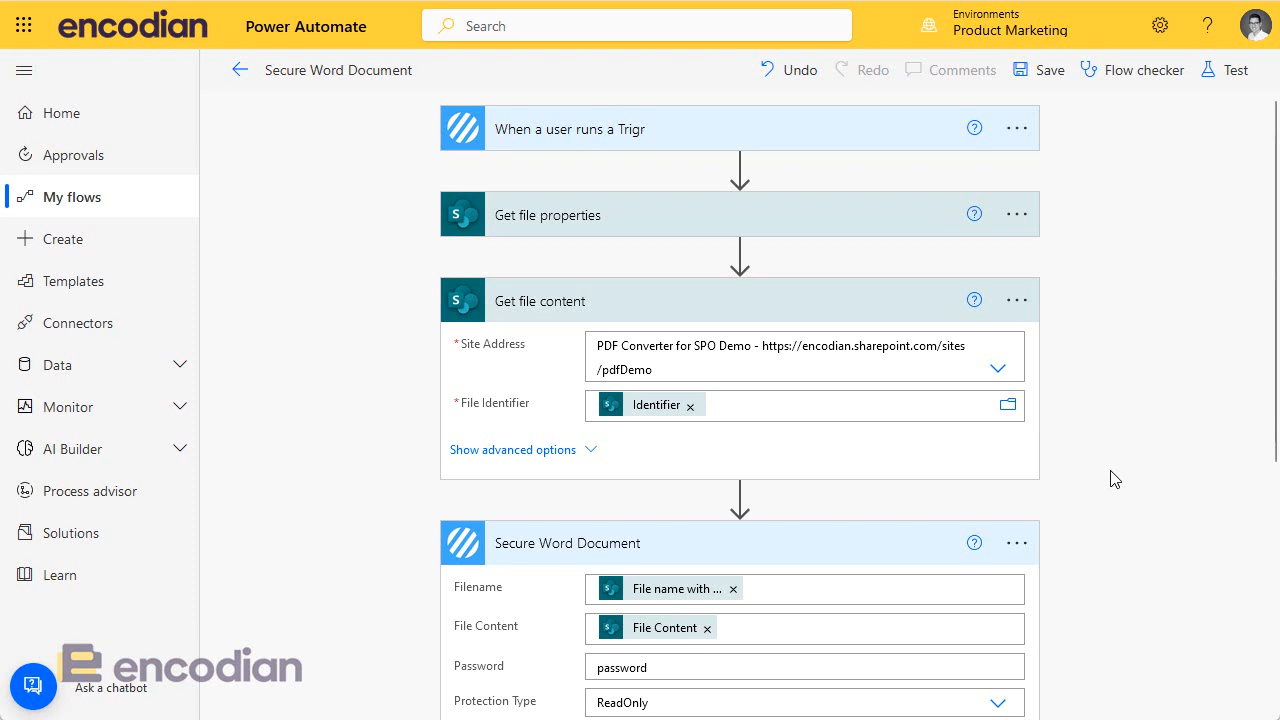 encodian
Power Automate
Search
Environments
Product Marketing
Secure Word Document
Undo
Redo
Comments
Save
Flow checker
Test
Home
Approvals
My flows
Create
Templates
Connectors
Data
Monitor
AI Builder
Process advisor
Solutions
Learn
Ask a chatbot
encodian
When a user runs a Trigr
Get file properties
Get file content
* Site Address
PDF Converter for SPO Demo - https://encodian.sharepoint.com/sites
/pdfDemo
* File Identifier
Identifier
Show advanced options
Secure Word Document
Filename
File name with ...
File Content
File Content
Password
password
Protection Type
ReadOnly